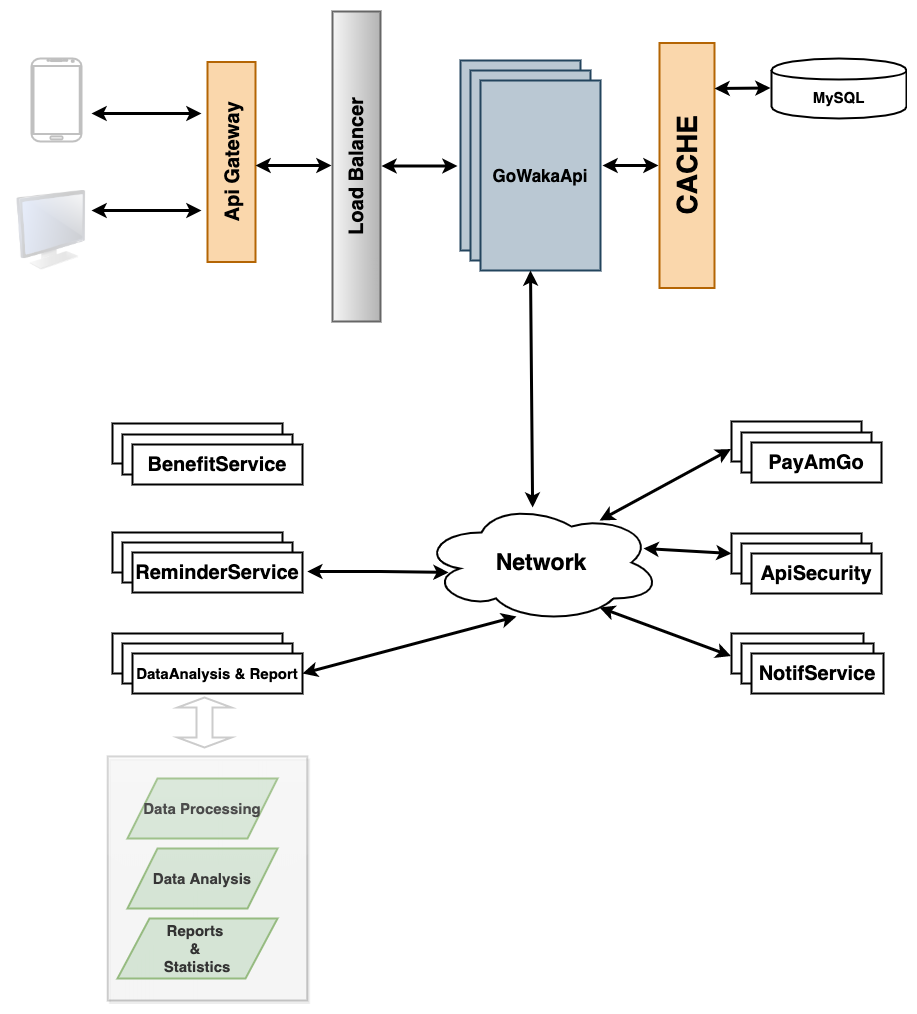 Api Gateway
Load Balancer
GoWakaApi
CACHE
MySQL
BenefitService
PayAmGo
Network
ReminderService
ApiSecurity
DataAnalysis & Report
NotifService
Data Processing
Data Analysis
Reports
&
Statistics